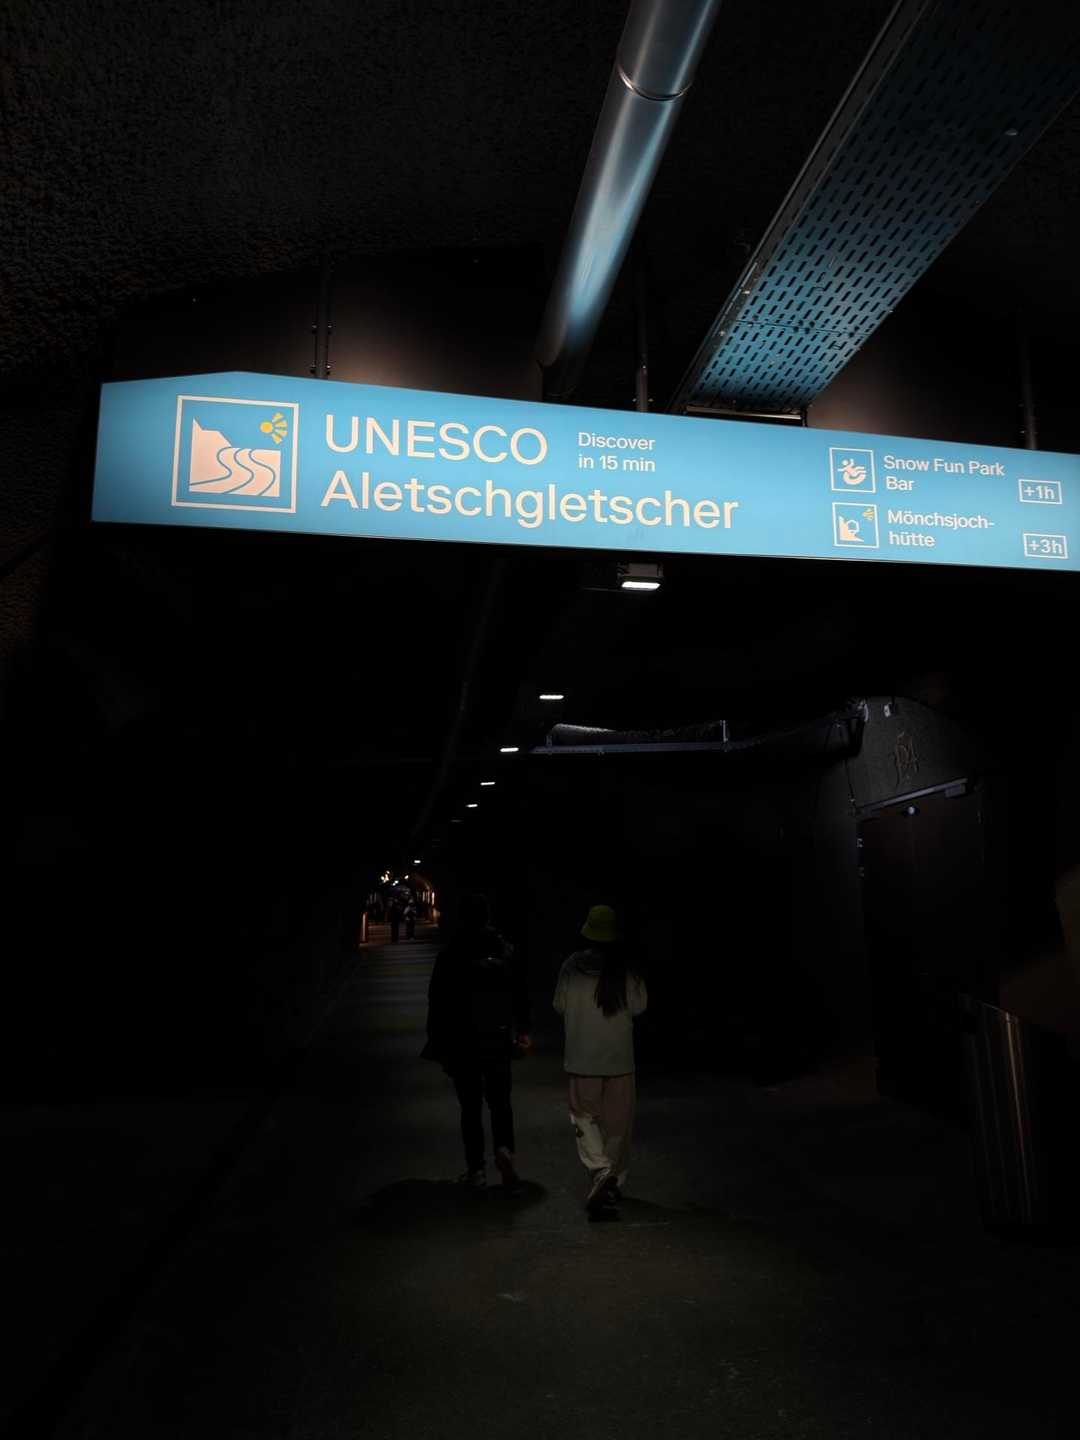 UNESCO
Aletschgletscher
Discover
in 15 min
Snow Fun Park
Bar
+1h
Mönchsjoch-
hütte
+3h